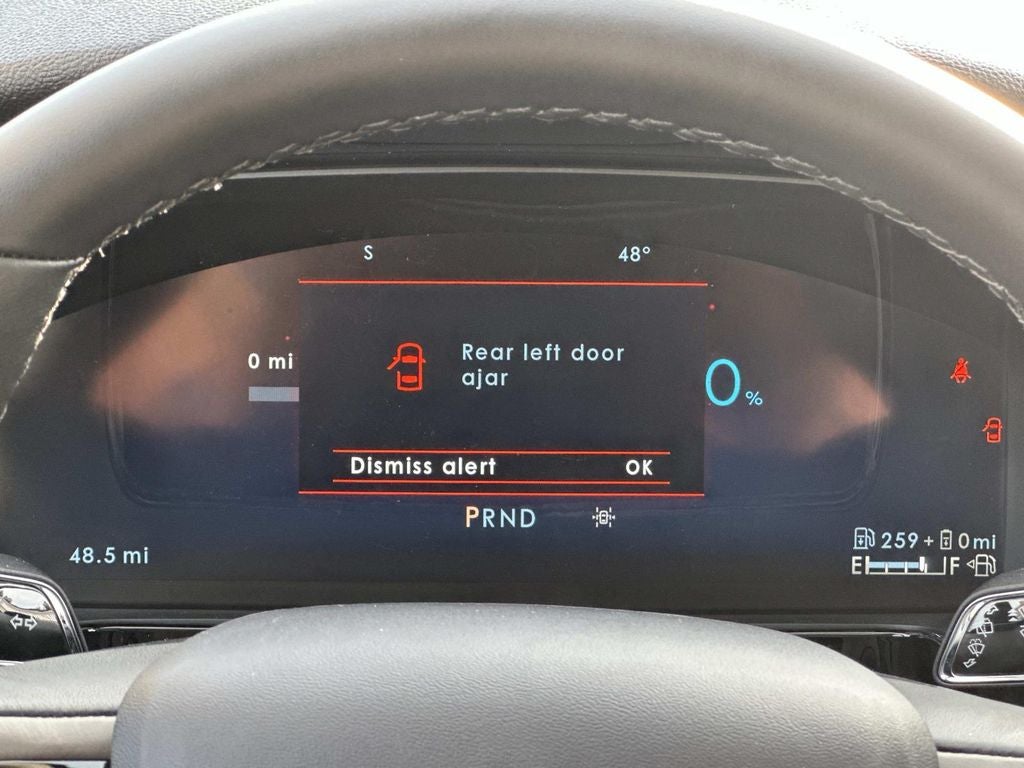 S 48°
Rear left door
ajar
0 mi
0 %
Dismiss alert OK
PRND
48.5 mi
259 + 0 mi
E F